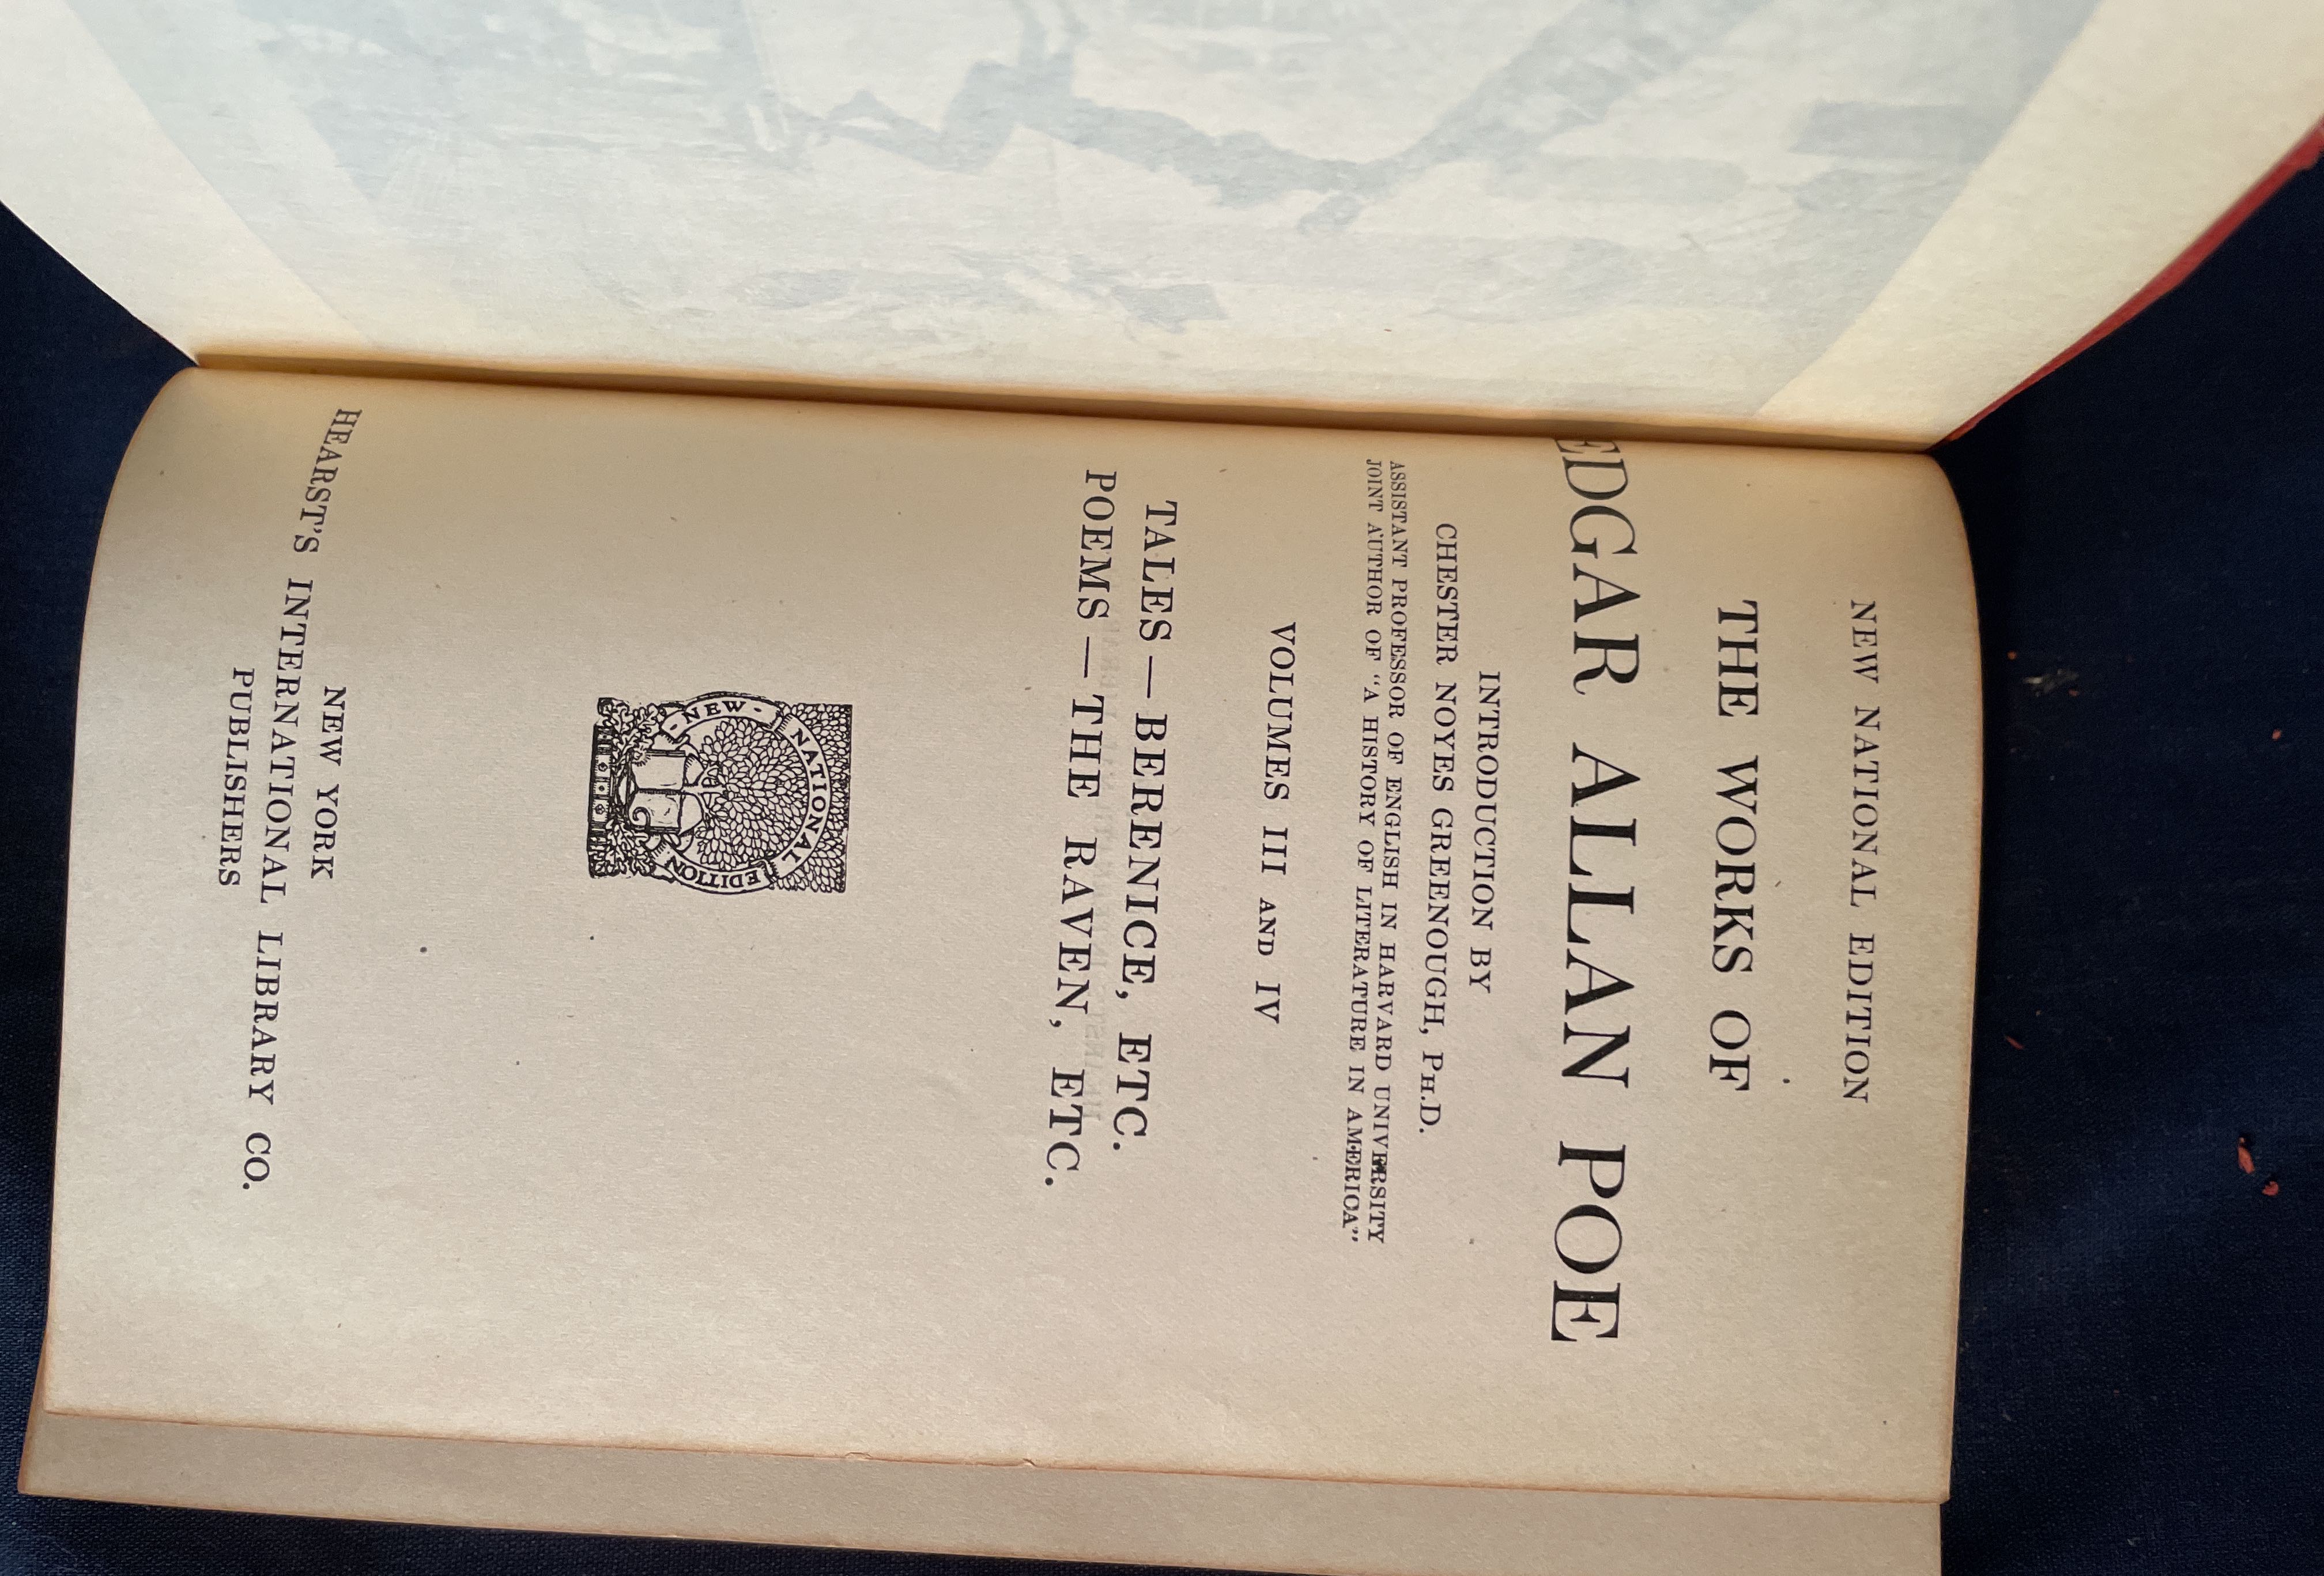 NEW NATIONAL EDITION
THE WORKS OF
EDGAR ALLAN POE
INTRODUCTION BY
CHESTER NOYES GREENOUGH, PH.D.
ASSISTANT PROFESSOR OF ENGLISH IN HARVARD UNIVERSITY
JOINT AUTHOR OF "A HISTORY OF LITERATURE IN AMERICA"
VOLUMES III AND IV
TALES—BERENICE, ETC.
POEMS—THE RAVEN, ETC.
· NEW · NATIONAL EDITION
NEW YORK
HEARST'S INTERNATIONAL LIBRARY CO.
PUBLISHERS